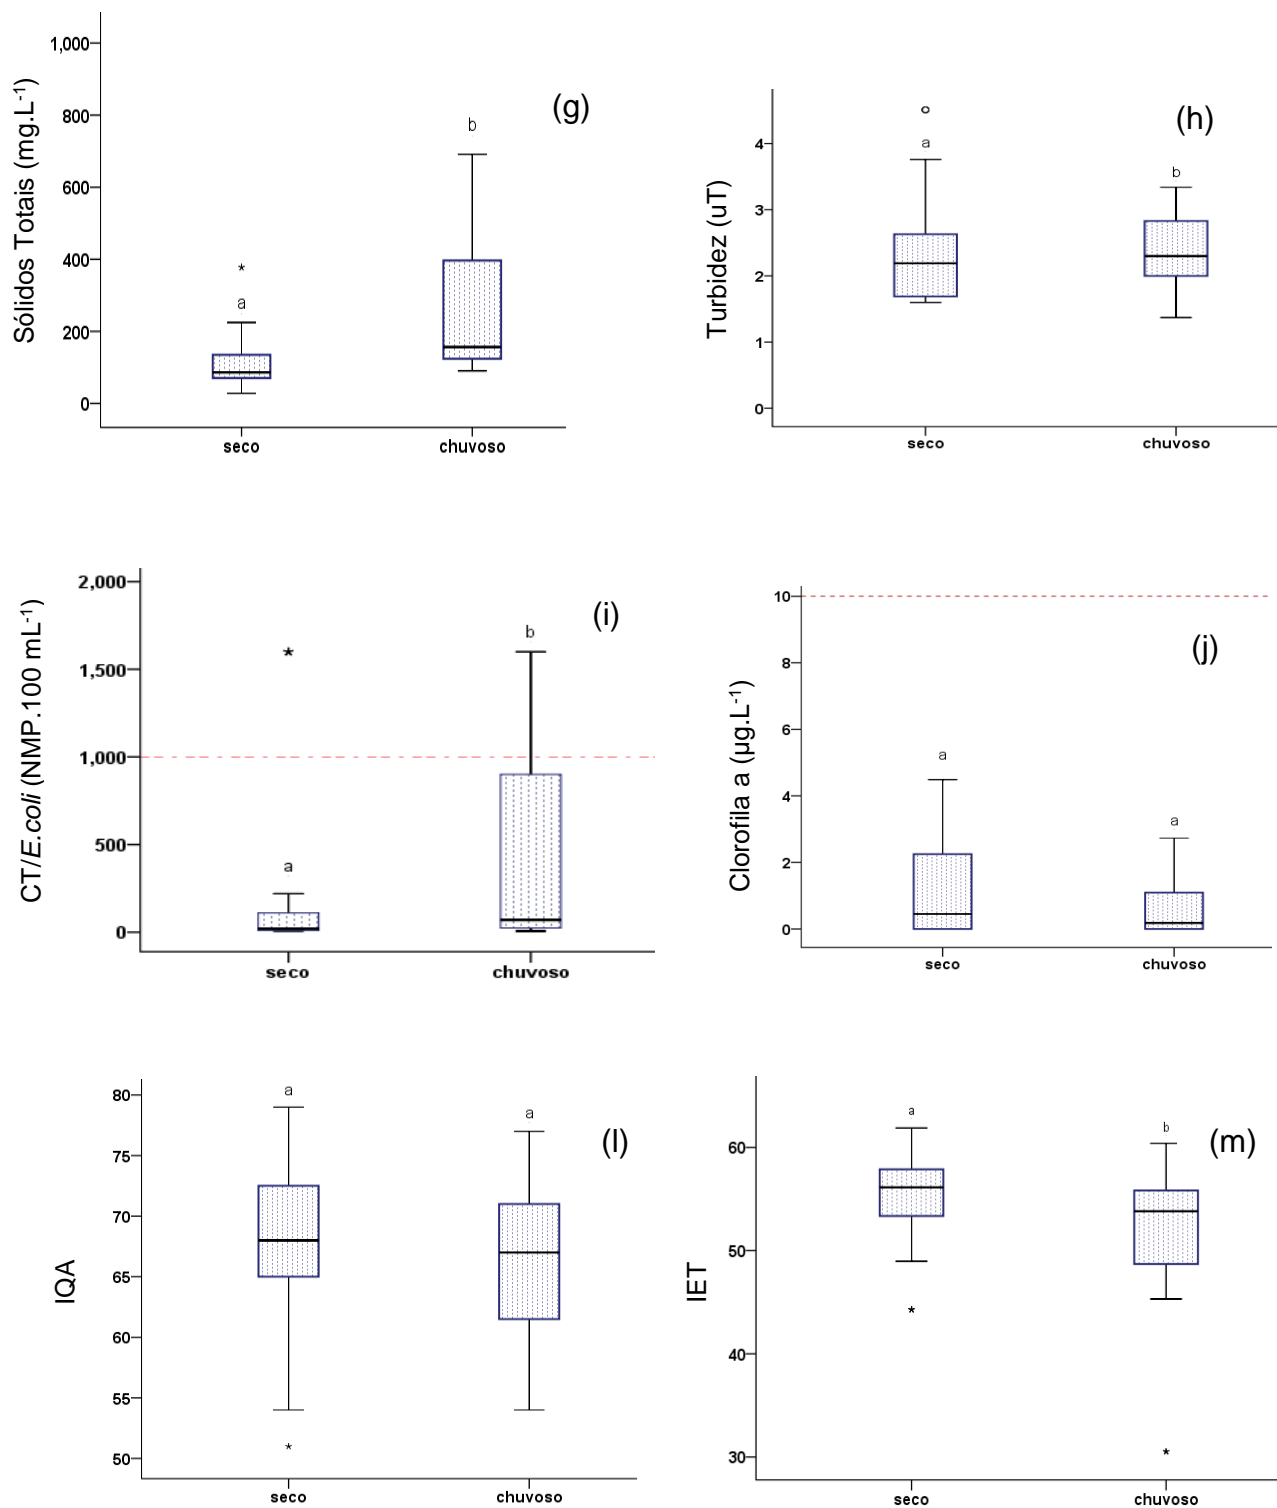 Sólidos Totais (mg.L-1)
1,000
800
600
400
200
0
*
a
b
(g)
seco
chuvoso
Turbidez (uT)
4
3
2
1
0
a
b
(h)
seco
chuvoso
CT/E.coli (NMP.100 mL-1)
2,000
1,500
1,000
500
0
*
a
b
(i)
seco
chuvoso
Clorofila a (µg.L-1)
10
8
6
4
2
0
a
a
(j)
seco
chuvoso
IQA
80
75
70
65
60
55
50
a
*
a
(l)
seco
chuvoso
IET
60
50
40
30
a
*
b
*
(m)
seco
chuvoso